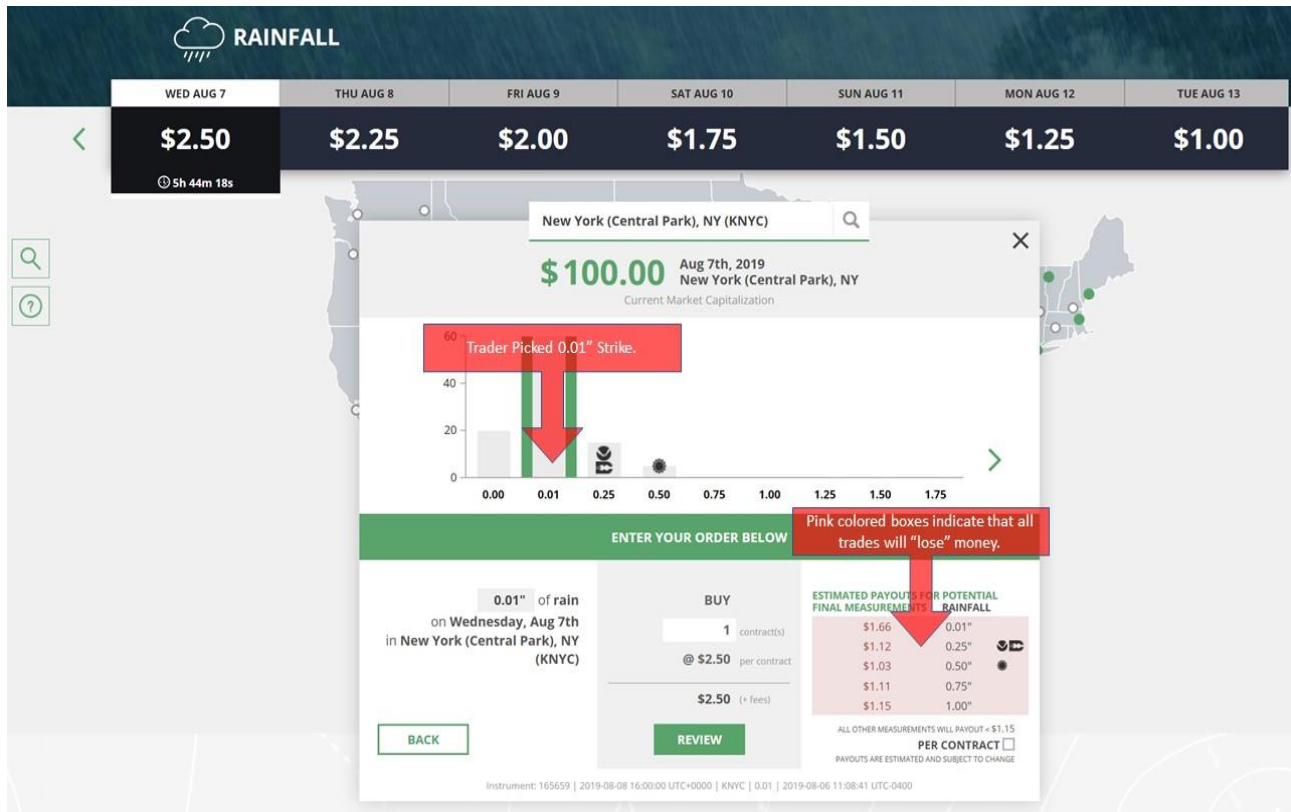 RAINFALL
WED AUG 7
THU AUG 8
FRI AUG 9
SAT AUG 10
SUN AUG 11
MON AUG 12
TUE AUG 13
$2.50
$2.25
$2.00
$1.75
$1.50
$1.25
$1.00
5h 44m 18s
New York (Central Park), NY (KNYC)
$100.00
Aug 7th, 2019
New York (Central Park), NY
Current Market Capitalization
Trader Picked 0.01" Strike.
60
40
20
0
0.00 0.01 0.25 0.50 0.75 1.00 1.25 1.50 1.75
Pink colored boxes indicate that all
trades will "lose" money.
ENTER YOUR ORDER BELOW
0.01" of rain
on Wednesday, Aug 7th
in New York (Central Park), NY
(KNYC)
BACK
BUY
1 contract(s)
@ $2.50 per contract
$2.50 (+ fees)
REVIEW
ESTIMATED PAYOUTS FOR POTENTIAL
FINAL MEASUREMENTS RAINFALL
$1.66 0.01"
$1.12 0.25"
$1.03 0.50"
$1.11 0.75"
$1.15 1.00"
ALL OTHER MEASUREMENTS WILL PAYOUT < $1.15
PER CONTRACT
PAYOUTS ARE ESTIMATED AND SUBJECT TO CHANGE
Instrument: 165659 | 2019-08-08 16:00:00 UTC+0000 | KNYC | 0.01 | 2019-08-06 11:08:41 UTC-0400